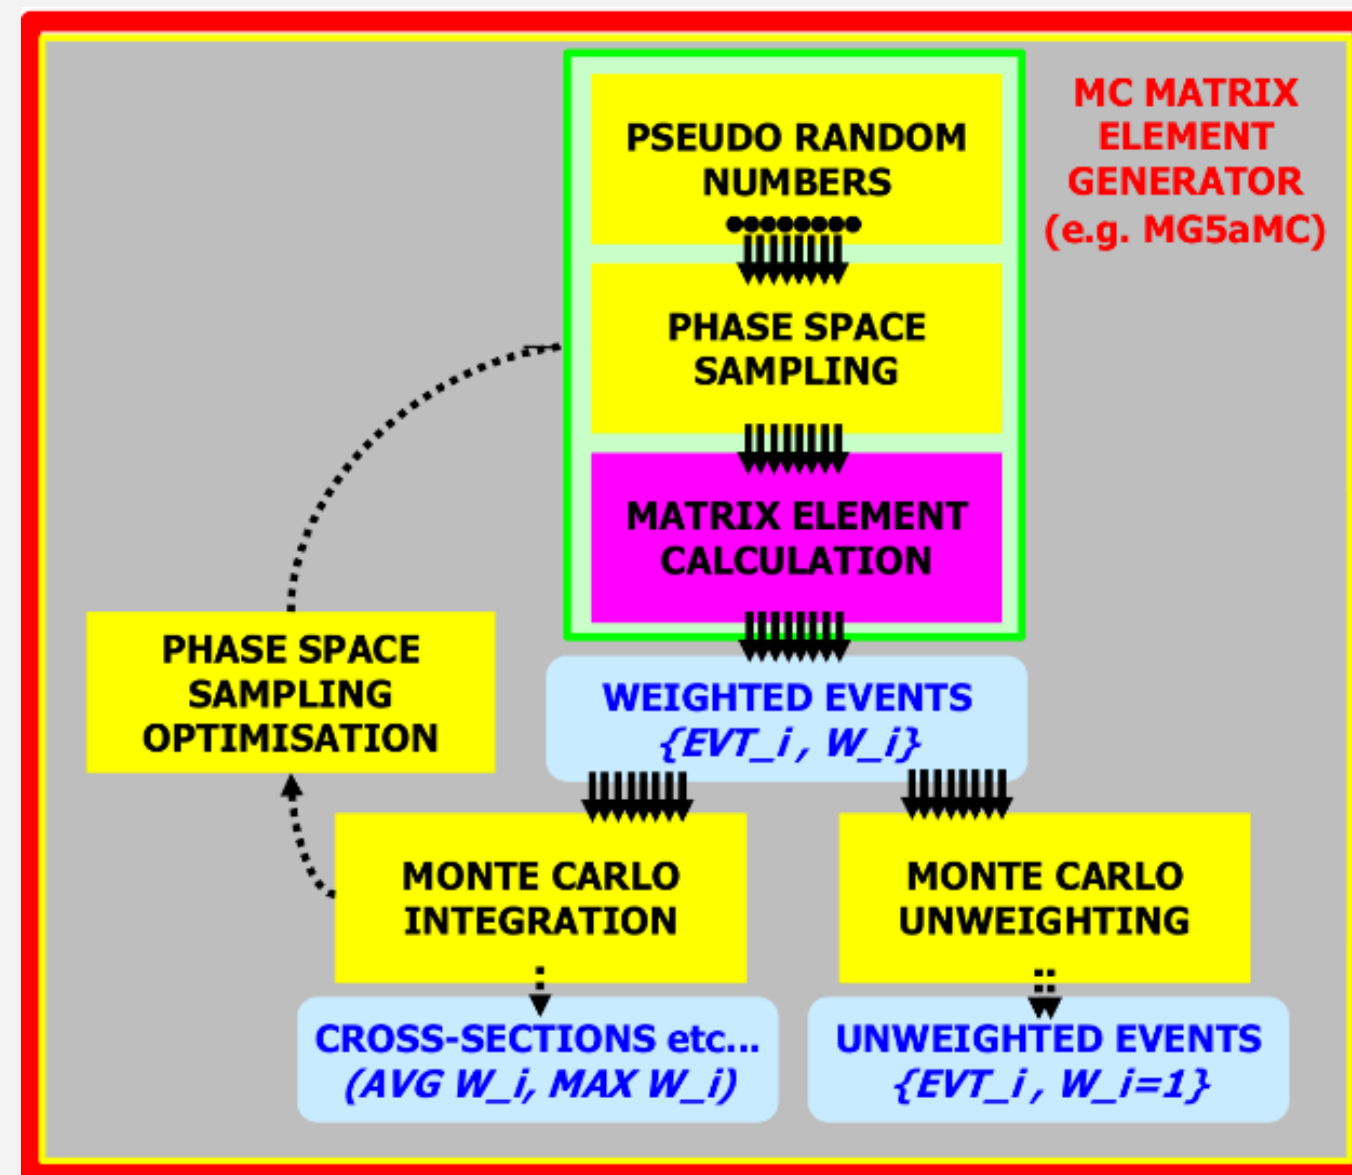 MC MATRIX
ELEMENT
GENERATOR
(e.g. MG5aMC)
PSEUDO RANDOM
NUMBERS
PHASE SPACE
SAMPLING
MATRIX ELEMENT
CALCULATION
PHASE SPACE
SAMPLING
OPTIMISATION
WEIGHTED EVENTS
{EVT_i , W_i}
MONTE CARLO
INTEGRATION
MONTE CARLO
UNWEIGHTING
CROSS-SECTIONS etc...
(AVG W_i, MAX W_i)
UNWEIGHTED EVENTS
{EVT_i , W_i=1}